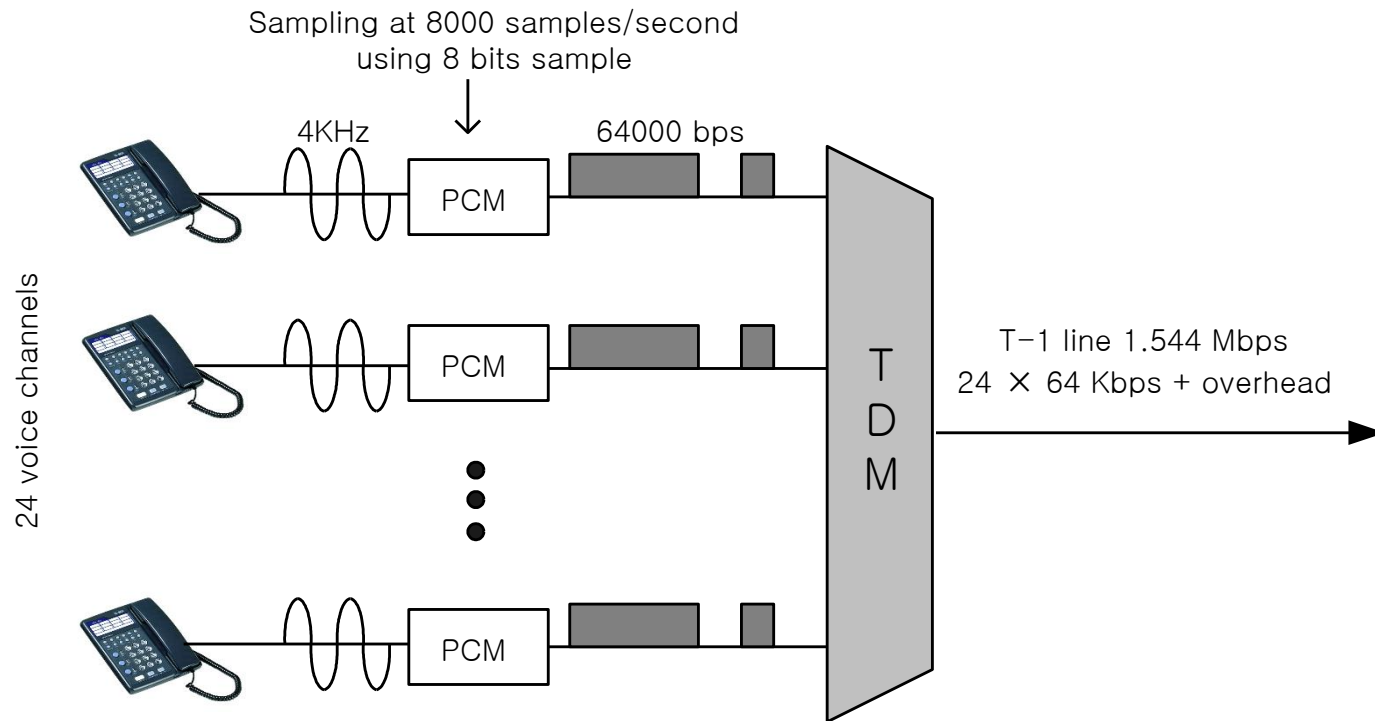 Sampling at 8000 samples/second
using 8 bits sample
4KHz
64000 bps
PCM
24 voice channels
PCM
T
D
M
T-1 line 1.544 Mbps
24 × 64 Kbps + overhead
PCM